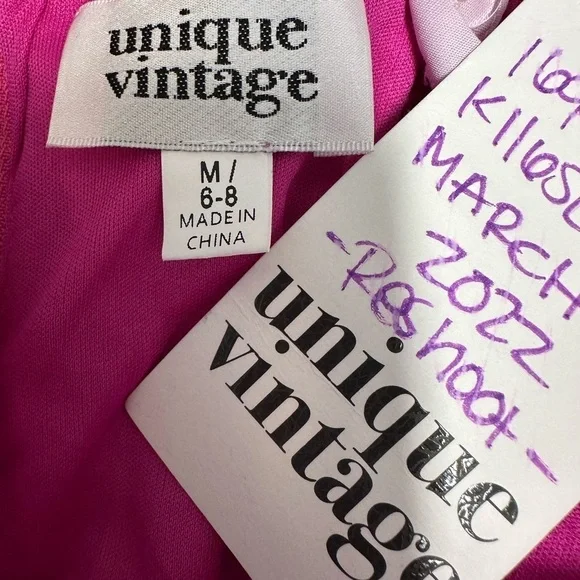 unique
vintage
M/
6-8
MADE IN
CHINA
MARCH
2022
-Reshoot-
unique
vintage